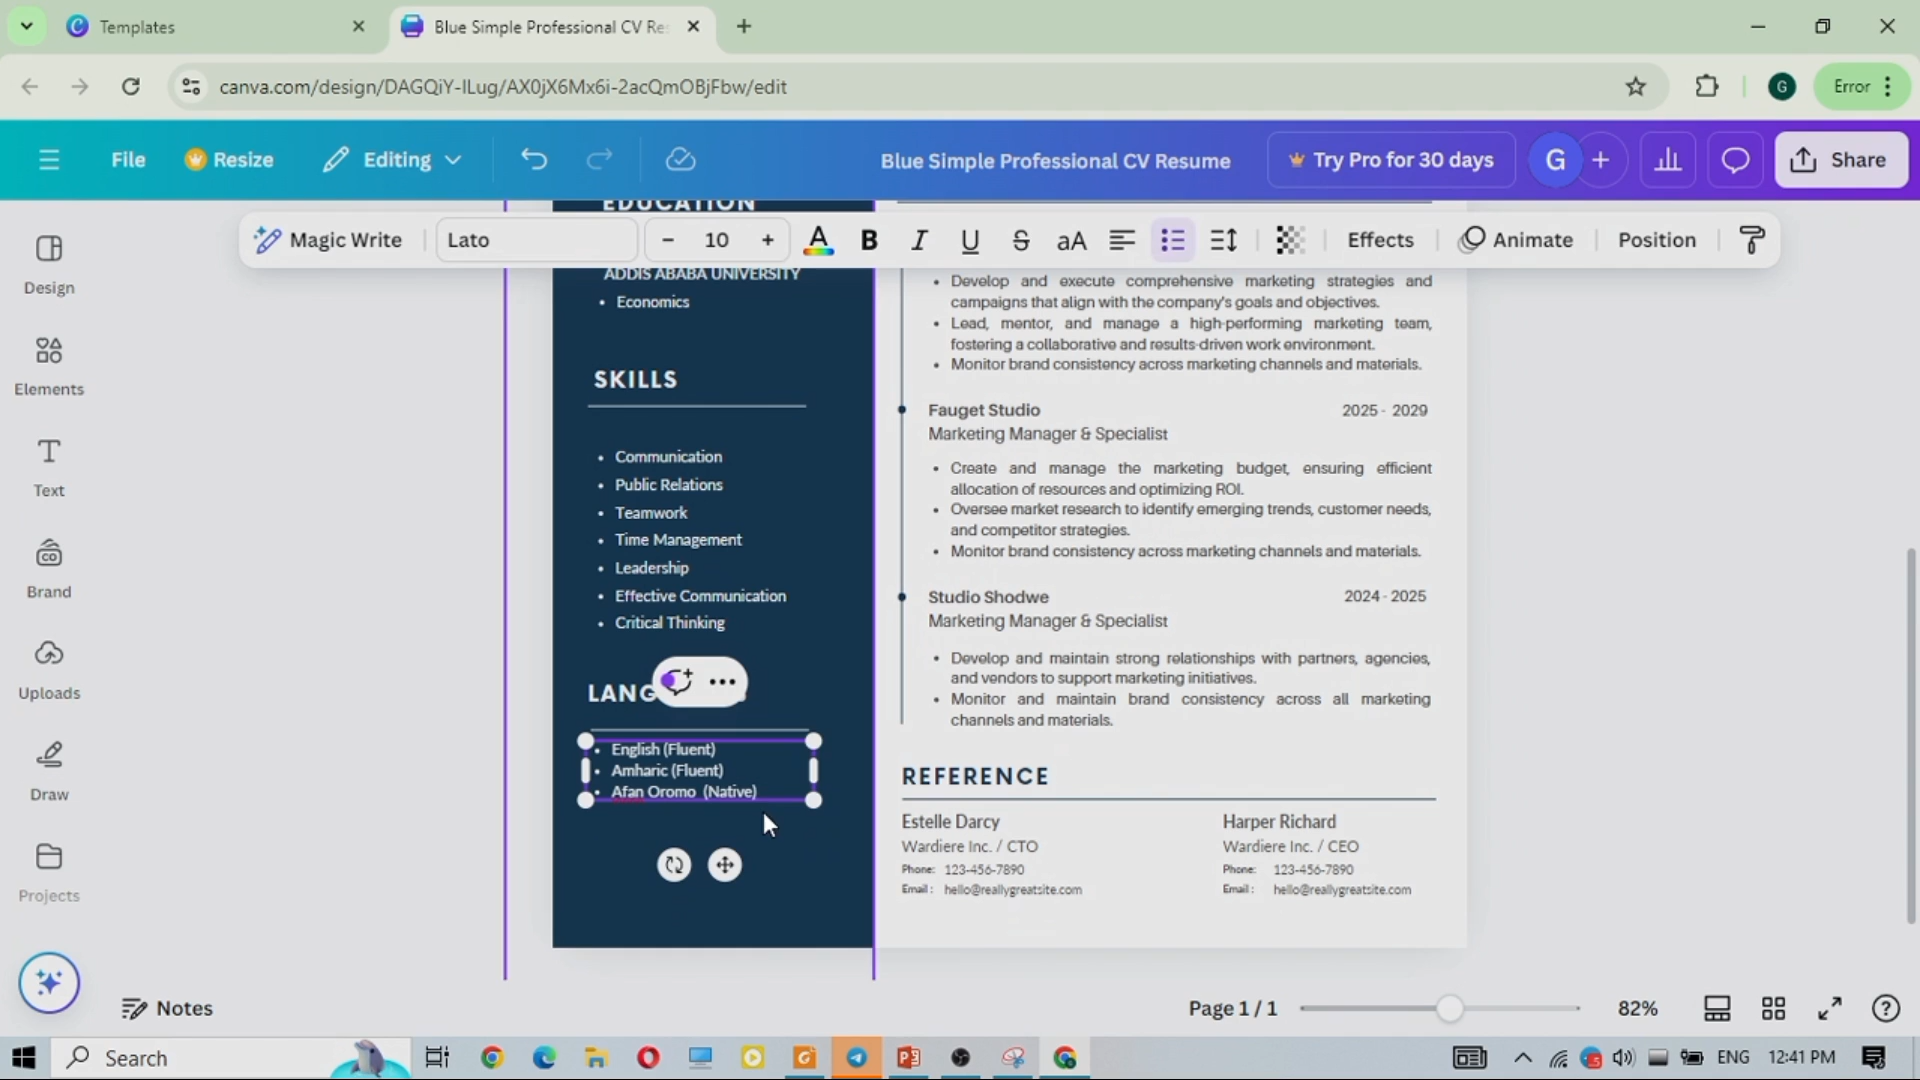 Templates
Blue Simple Professional CV Re
canva.com/design/DAGQiY-ILug/AX0jX6Mx6i-2acQmOBjFbw/edit
G
Error
File
Resize
Editing
Blue Simple Professional CV Resume
Try Pro for 30 days
G
Share
Magic Write
Lato
10
Effects
Animate
Position
Design
Elements
Text
Brand
Uploads
Draw
Projects
EDUCATION
ADDIS ABABA UNIVERSITY
• Economics
SKILLS
• Communication
• Public Relations
• Teamwork
• Time Management
• Leadership
• Effective Communication
• Critical Thinking
LANG
• English (Fluent)
• Amharic (Fluent)
• Afan Oromo (Native)
• Develop and execute comprehensive marketing strategies and
campaigns that align with the company's goals and objectives.
• Lead, mentor, and manage a high-performing marketing team,
fostering a collaborative and results-driven work environment.
• Monitor brand consistency across marketing channels and materials.
Fauget Studio 2025 - 2029
Marketing Manager & Specialist
• Create and manage the marketing budget, ensuring efficient
allocation of resources and optimizing ROI.
• Oversee market research to identify emerging trends, customer needs,
and competitor strategies.
• Monitor brand consistency across marketing channels and materials.
Studio Shodwe 2024 - 2025
Marketing Manager & Specialist
• Develop and maintain strong relationships with partners, agencies,
and vendors to support marketing initiatives.
• Monitor and maintain brand consistency across all marketing
channels and materials.
REFERENCE
Estelle Darcy
Wardiere Inc. / CTO
Phone: 123-456-7890
Email : hello@reallygreatsite.com
Harper Richard
Wardiere Inc. / CEO
Phone: 123-456-7890
Email : hello@reallygreatsite.com
Notes
Page 1 / 1
82%
Search
ENG
12:41 PM